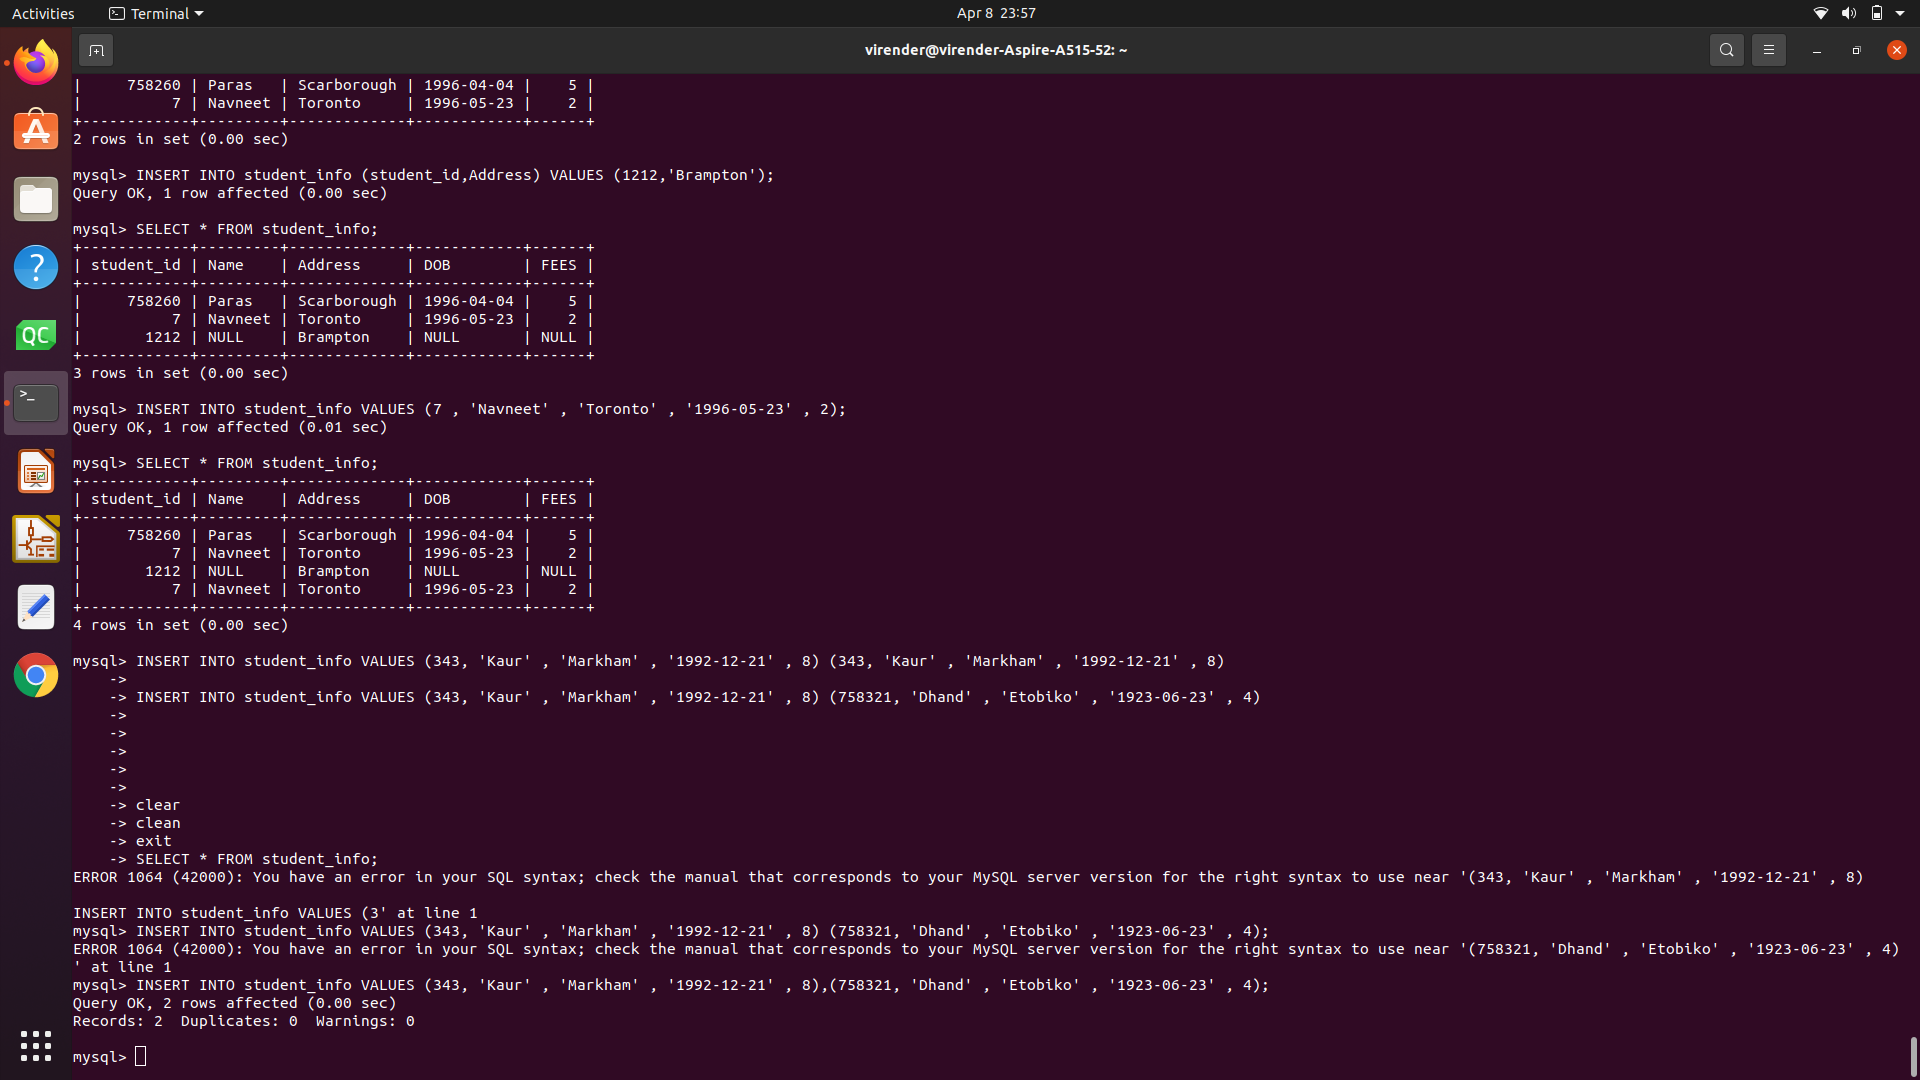 Activities
Terminal
Apr 8 23:57
virender@virender-Aspire-A515-52: ~
|     758260 | Paras   | Scarborough | 1996-04-04 |    5 |
|          7 | Navneet | Toronto     | 1996-05-23 |    2 |
+------------+---------+-------------+------------+------+
2 rows in set (0.00 sec)
mysql> INSERT INTO student_info (student_id,Address) VALUES (1212,'Brampton');
Query OK, 1 row affected (0.00 sec)
mysql> SELECT * FROM student_info;
+------------+---------+-------------+------------+------+
| student_id | Name    | Address     | DOB        | FEES |
+------------+---------+-------------+------------+------+
|     758260 | Paras   | Scarborough | 1996-04-04 |    5 |
|          7 | Navneet | Toronto     | 1996-05-23 |    2 |
|       1212 | NULL    | Brampton    | NULL       | NULL |
+------------+---------+-------------+------------+------+
3 rows in set (0.00 sec)
mysql> INSERT INTO student_info VALUES (7 , 'Navneet' , 'Toronto' , '1996-05-23' , 2);
Query OK, 1 row affected (0.01 sec)
mysql> SELECT * FROM student_info;
+------------+---------+-------------+------------+------+
| student_id | Name    | Address     | DOB        | FEES |
+------------+---------+-------------+------------+------+
|     758260 | Paras   | Scarborough | 1996-04-04 |    5 |
|          7 | Navneet | Toronto     | 1996-05-23 |    2 |
|       1212 | NULL    | Brampton    | NULL       | NULL |
|          7 | Navneet | Toronto     | 1996-05-23 |    2 |
+------------+---------+-------------+------------+------+
4 rows in set (0.00 sec)
mysql> INSERT INTO student_info VALUES (343, 'Kaur' , 'Markham' , '1992-12-21' , 8) (343, 'Kaur' , 'Markham' , '1992-12-21' , 8)
    ->
    -> INSERT INTO student_info VALUES (343, 'Kaur' , 'Markham' , '1992-12-21' , 8) (758321, 'Dhand' , 'Etobiko' , '1923-06-23' , 4)
    ->
    ->
    ->
    ->
    ->
    -> clear
    -> clean
    -> exit
    -> SELECT * FROM student_info;
ERROR 1064 (42000): You have an error in your SQL syntax; check the manual that corresponds to your MySQL server version for the right syntax to use near '(343, 'Kaur' , 'Markham' , '1992-12-21' , 8)
INSERT INTO student_info VALUES (3' at line 1
mysql> INSERT INTO student_info VALUES (343, 'Kaur' , 'Markham' , '1992-12-21' , 8) (758321, 'Dhand' , 'Etobiko' , '1923-06-23' , 4);
ERROR 1064 (42000): You have an error in your SQL syntax; check the manual that corresponds to your MySQL server version for the right syntax to use near '(758321, 'Dhand' , 'Etobiko' , '1923-06-23' , 4)
' at line 1
mysql> INSERT INTO student_info VALUES (343, 'Kaur' , 'Markham' , '1992-12-21' , 8),(758321, 'Dhand' , 'Etobiko' , '1923-06-23' , 4);
Query OK, 2 rows affected (0.00 sec)
Records: 2  Duplicates: 0  Warnings: 0
mysql>
A
?
QC
>_